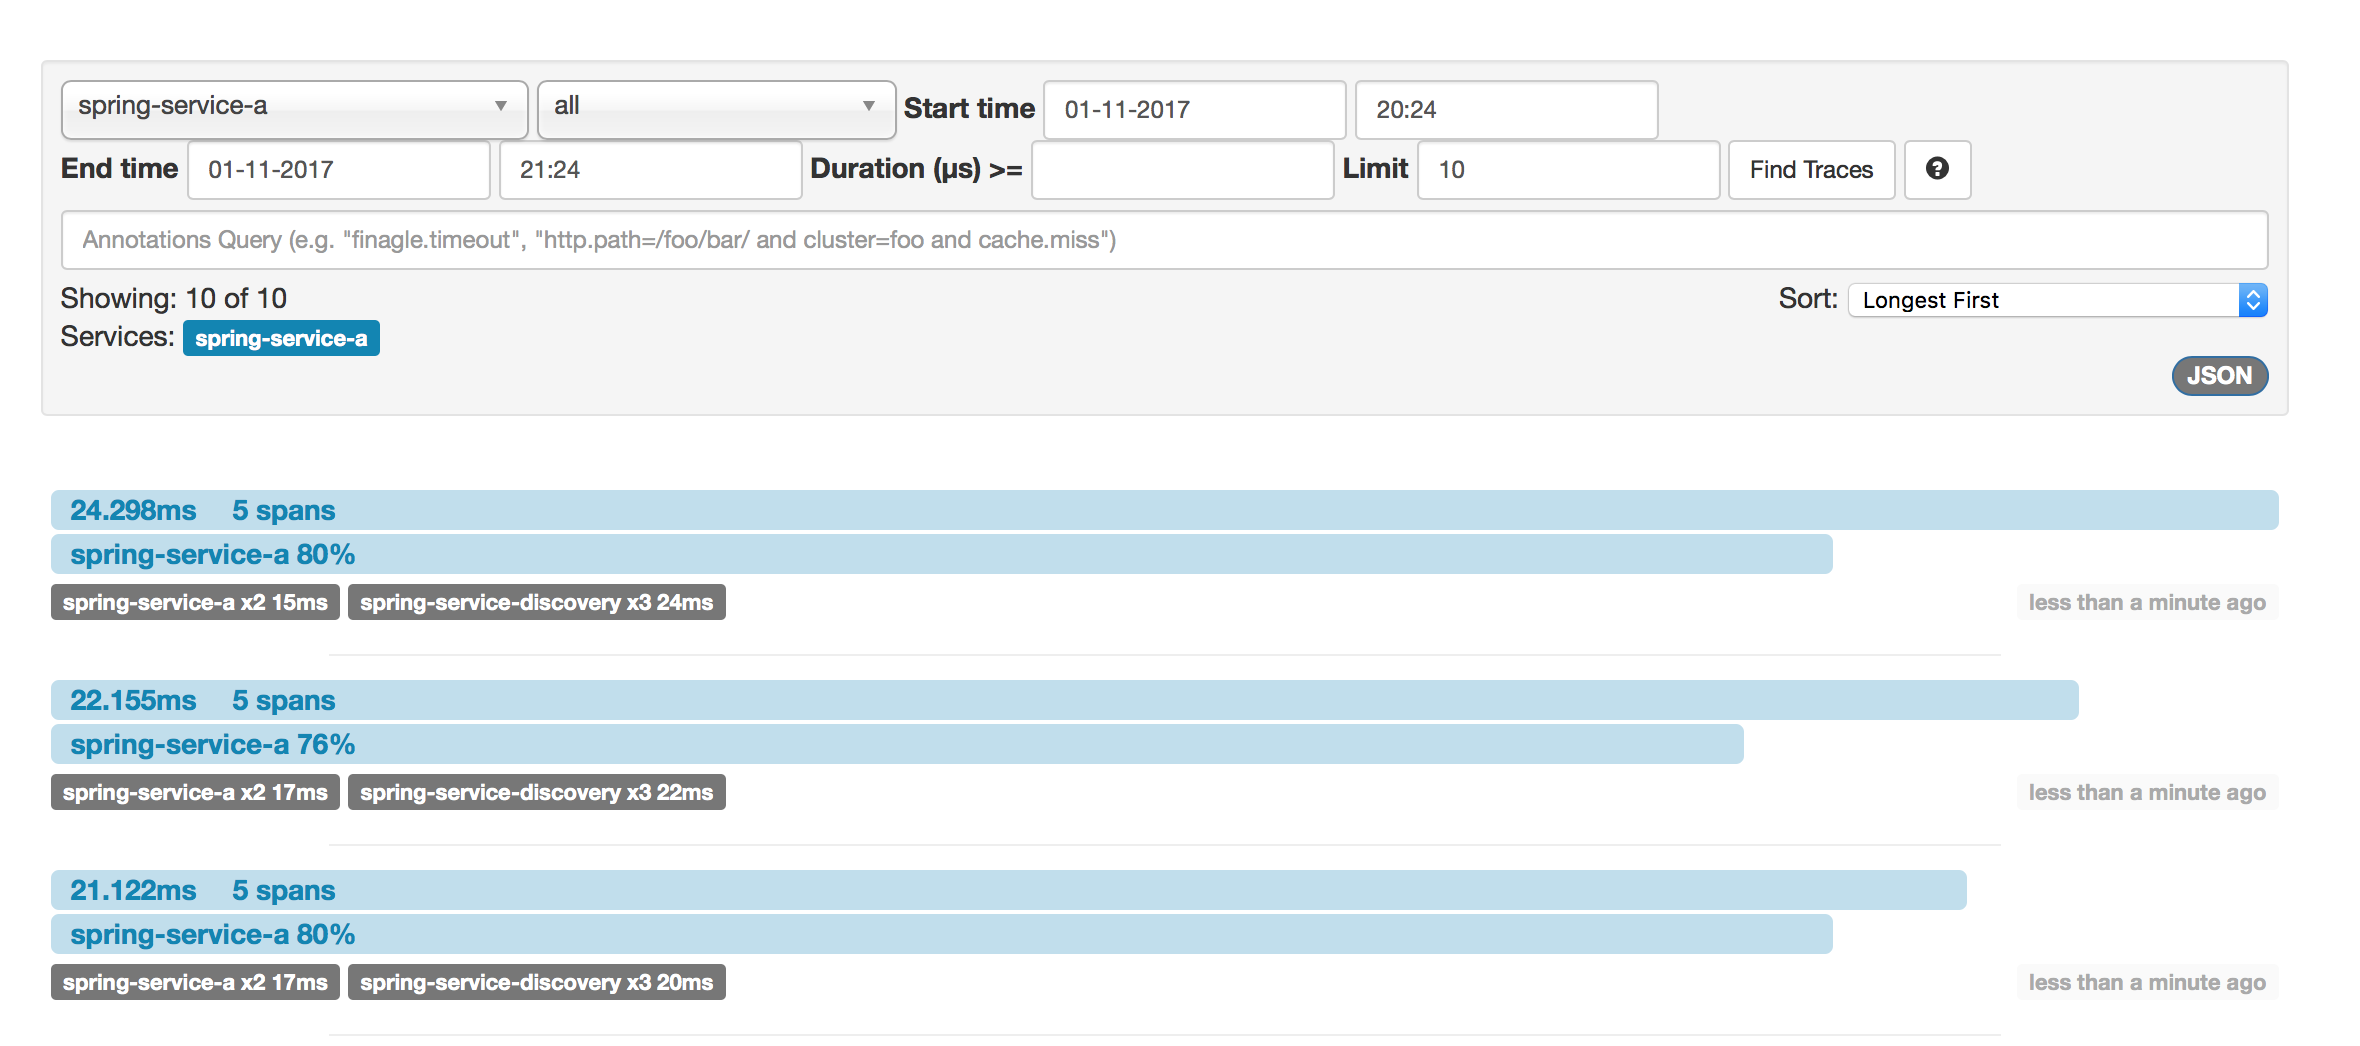 spring-service-a all Start time 01-11-2017 20:24
End time 01-11-2017 21:24 Duration (µs) >= Limit 10 Find Traces ?
Annotations Query (e.g. "finagle.timeout", "http.path=/foo/bar/ and cluster=foo and cache.miss")
Showing: 10 of 10 Sort: Longest First
Services: spring-service-a
JSON
24.298ms 5 spans
spring-service-a 80%
spring-service-a x2 15ms spring-service-discovery x3 24ms less than a minute ago
22.155ms 5 spans
spring-service-a 76%
spring-service-a x2 17ms spring-service-discovery x3 22ms less than a minute ago
21.122ms 5 spans
spring-service-a 80%
spring-service-a x2 17ms spring-service-discovery x3 20ms less than a minute ago